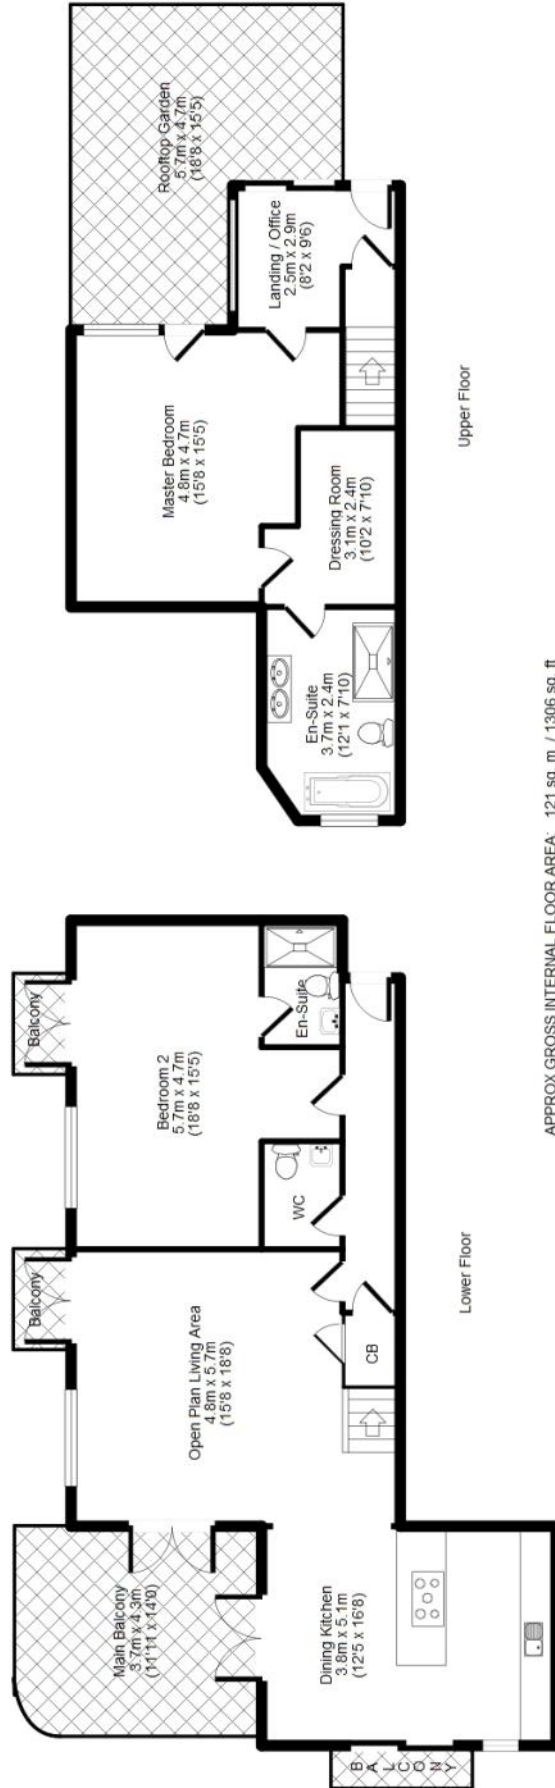 Rooftop Garden
5.7m x 4.7m
(18'8 x 15'5)
Landing / Office
2.5m x 2.9m
(8'2 x 9'6)
Master Bedroom
4.8m x 4.7m
(15'8 x 15'5)
Dressing Room
3.1m x 2.4m
(10'2 x 7'10)
En-Suite
3.7m x 2.4m
(12'1 x 7'10)
Upper Floor
Balcony
Bedroom 2
5.7m x 4.7m
(18'8 x 15'5)
En-Suite
WC
Balcony
Open Plan Living Area
4.8m x 5.7m
(15'8 x 18'8)
CB
Main Balcony
3.7m x 4.3m
(11'11 x 14'0)
Dining Kitchen
3.8m x 5.1m
(12'5 x 16'8)
BALCONY
Lower Floor
APPROX GROSS INTERNAL FLOOR AREA: 121 sq. m / 1306 sq. ft